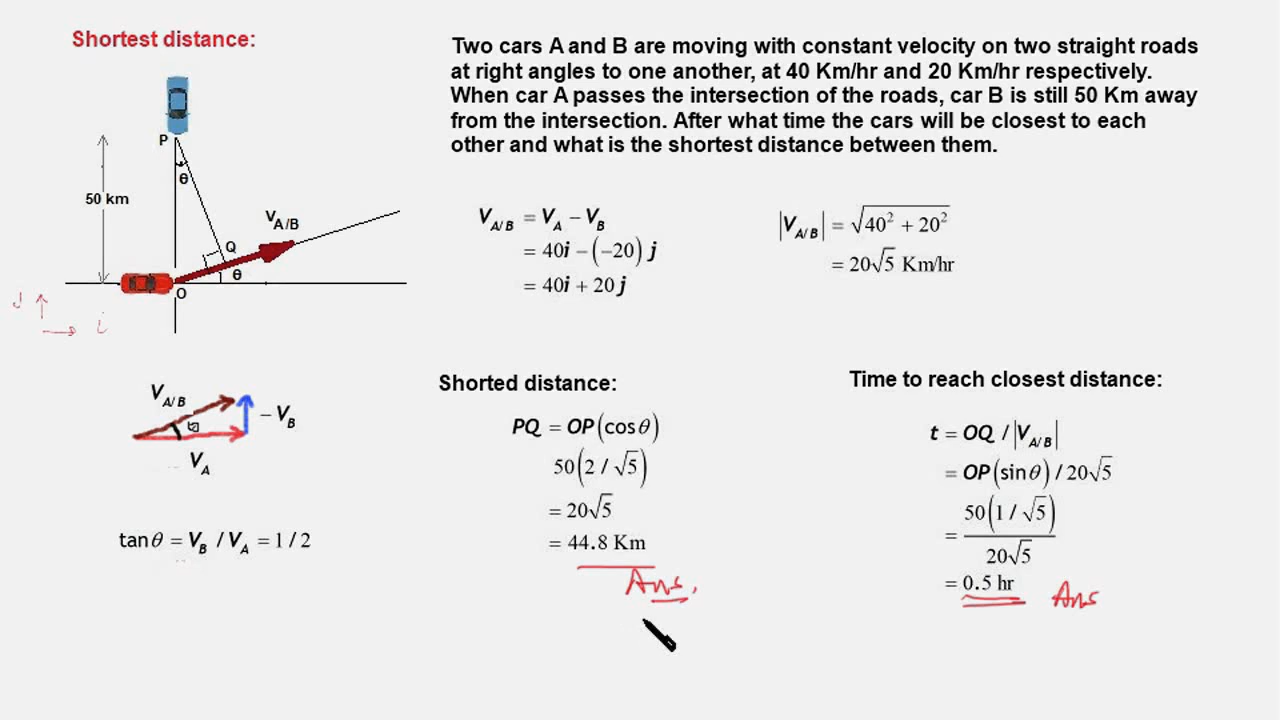 Shortest distance:
Two cars A and B are moving with constant velocity on two straight roads
at right angles to one another, at 40 Km/hr and 20 Km/hr respectively.
When car A passes the intersection of the roads, car B is still 50 Km away
from the intersection. After what time the cars will be closest to each
other and what is the shortest distance between them.
P
θ
50 km
V_A/B
Q
θ
O
J
i
V_A/B = V_A − V_B
= 40i − (−20) j
= 40i + 20 j
|V_A/B| = √(40² + 20²)
= 20√5 Km/hr
V_A/B
− V_B
V_A
tanθ = V_B / V_A = 1 / 2
Shorted distance:
PQ = OP(cosθ)
50(2 / √5)
= 20√5
= 44.8 Km
Ans.
Time to reach closest distance:
t = OQ / |V_A/B|
= OP(sinθ) / 20√5
= 50(1 / √5) / 20√5
= 0.5 hr
Ans